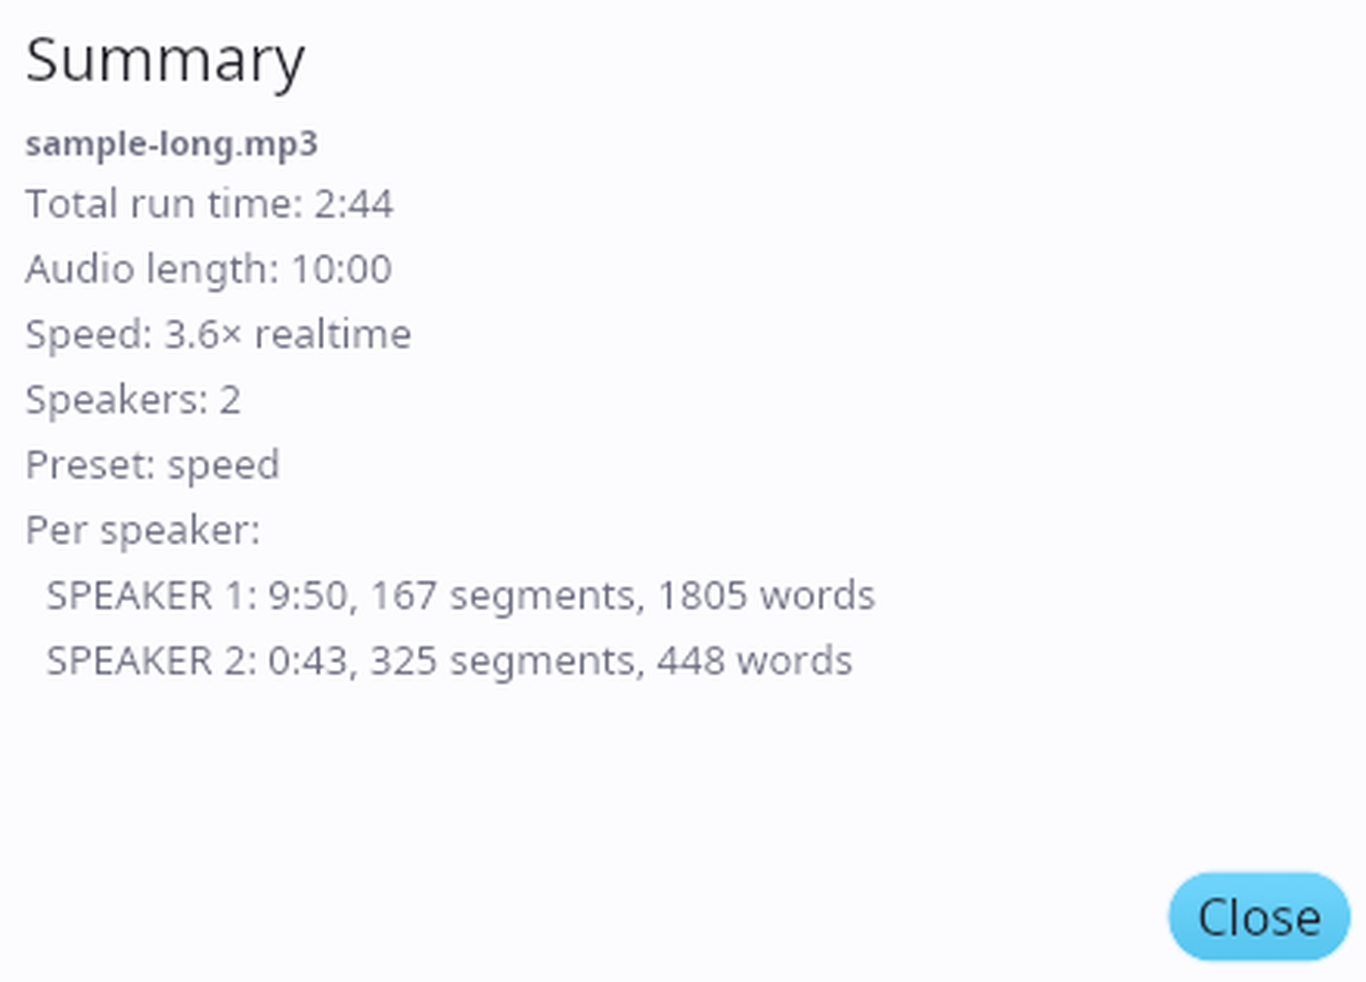 Summary
sample-long.mp3
Total run time: 2:44
Audio length: 10:00
Speed: 3.6× realtime
Speakers: 2
Preset: speed
Per speaker:
SPEAKER 1: 9:50, 167 segments, 1805 words
SPEAKER 2: 0:43, 325 segments, 448 words
Close